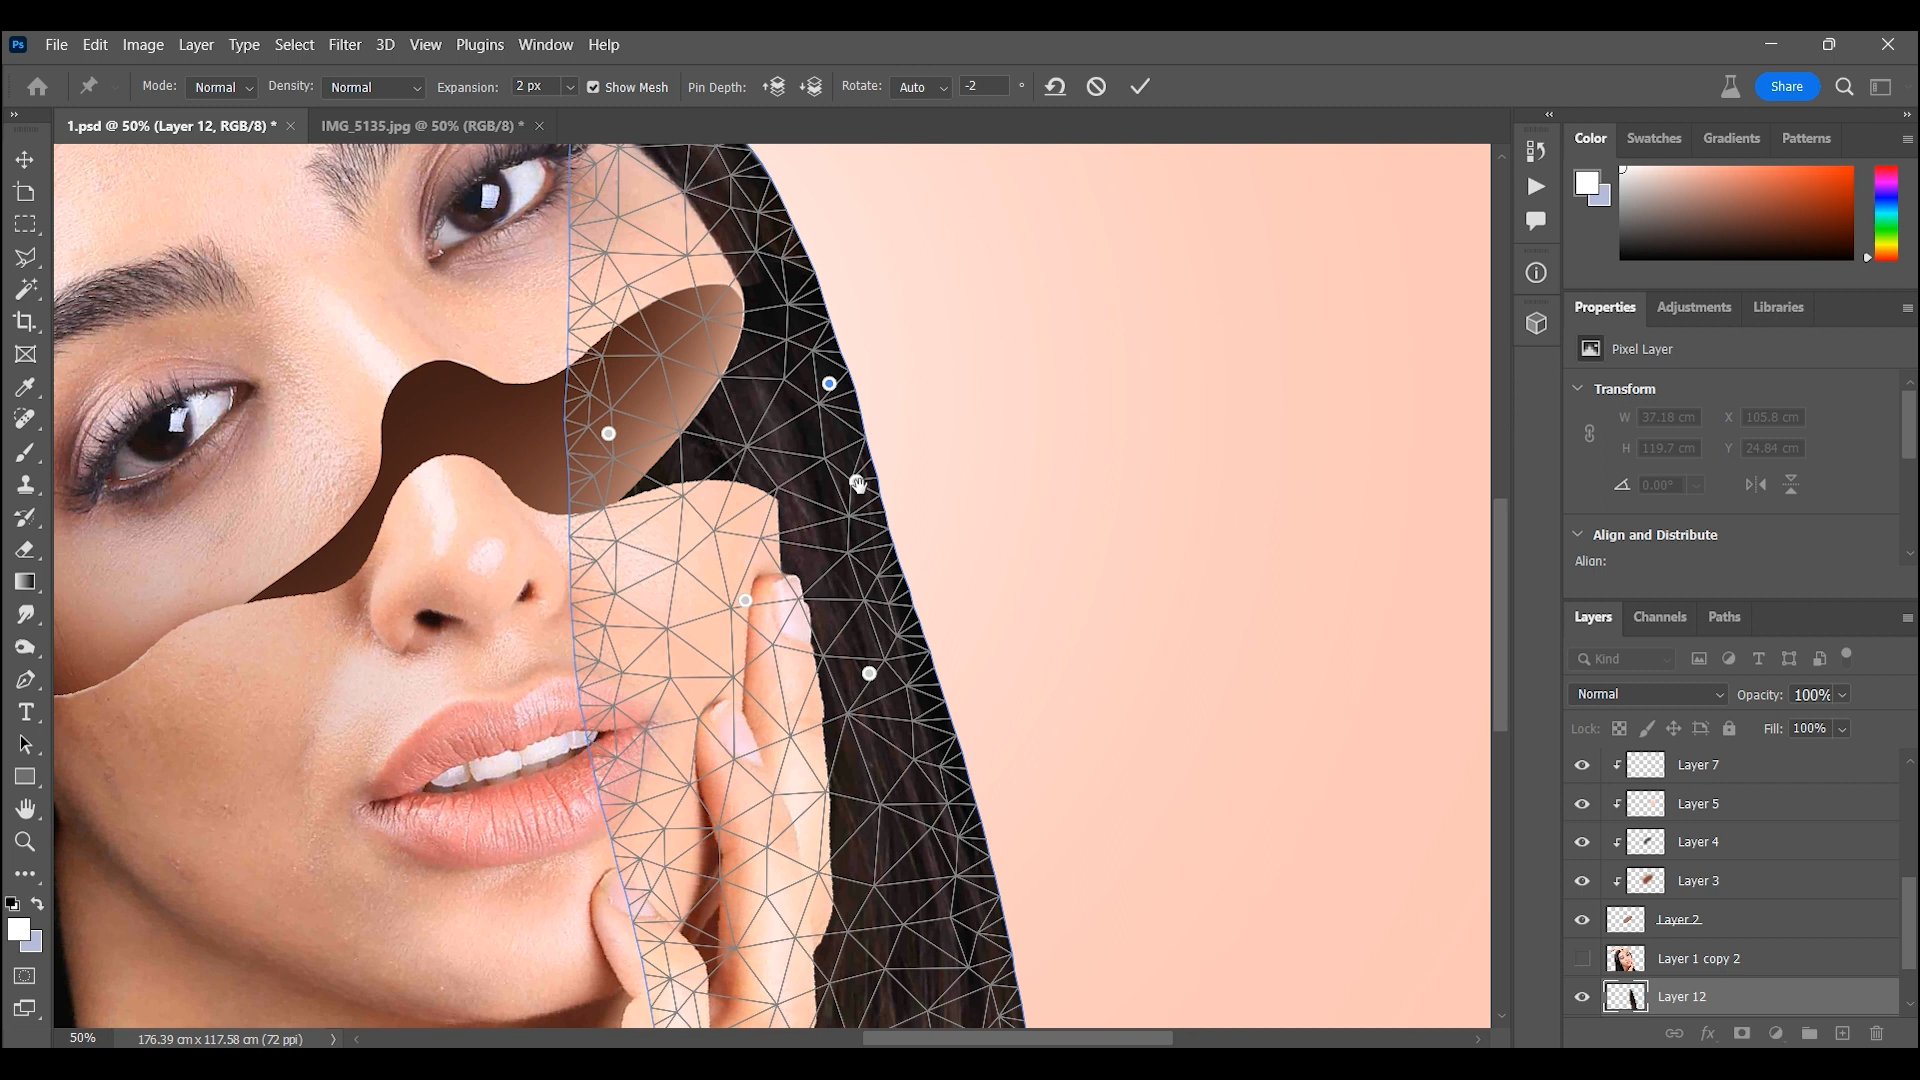 Ps File Edit Image Layer Type Select Filter 3D View Plugins Window Help
Mode: Normal Density: Normal Expansion: 2 px Show Mesh Pin Depth: Rotate: Auto -2 ° Share
1.psd @ 50% (Layer 12, RGB/8) * IMG_5135.jpg @ 50% (RGB/8) *
Color Swatches Gradients Patterns
Properties Adjustments Libraries
Pixel Layer
Transform
W 37.18 cm X 105.8 cm
H 119.7 cm Y 24.84 cm
0.00°
Align and Distribute
Align:
Layers Channels Paths
Kind
Normal Opacity: 100%
Lock: Fill: 100%
Layer 7
Layer 5
Layer 4
Layer 3
Layer 2
Layer 1 copy 2
Layer 12
50% 176.39 cm x 117.58 cm (72 ppi)